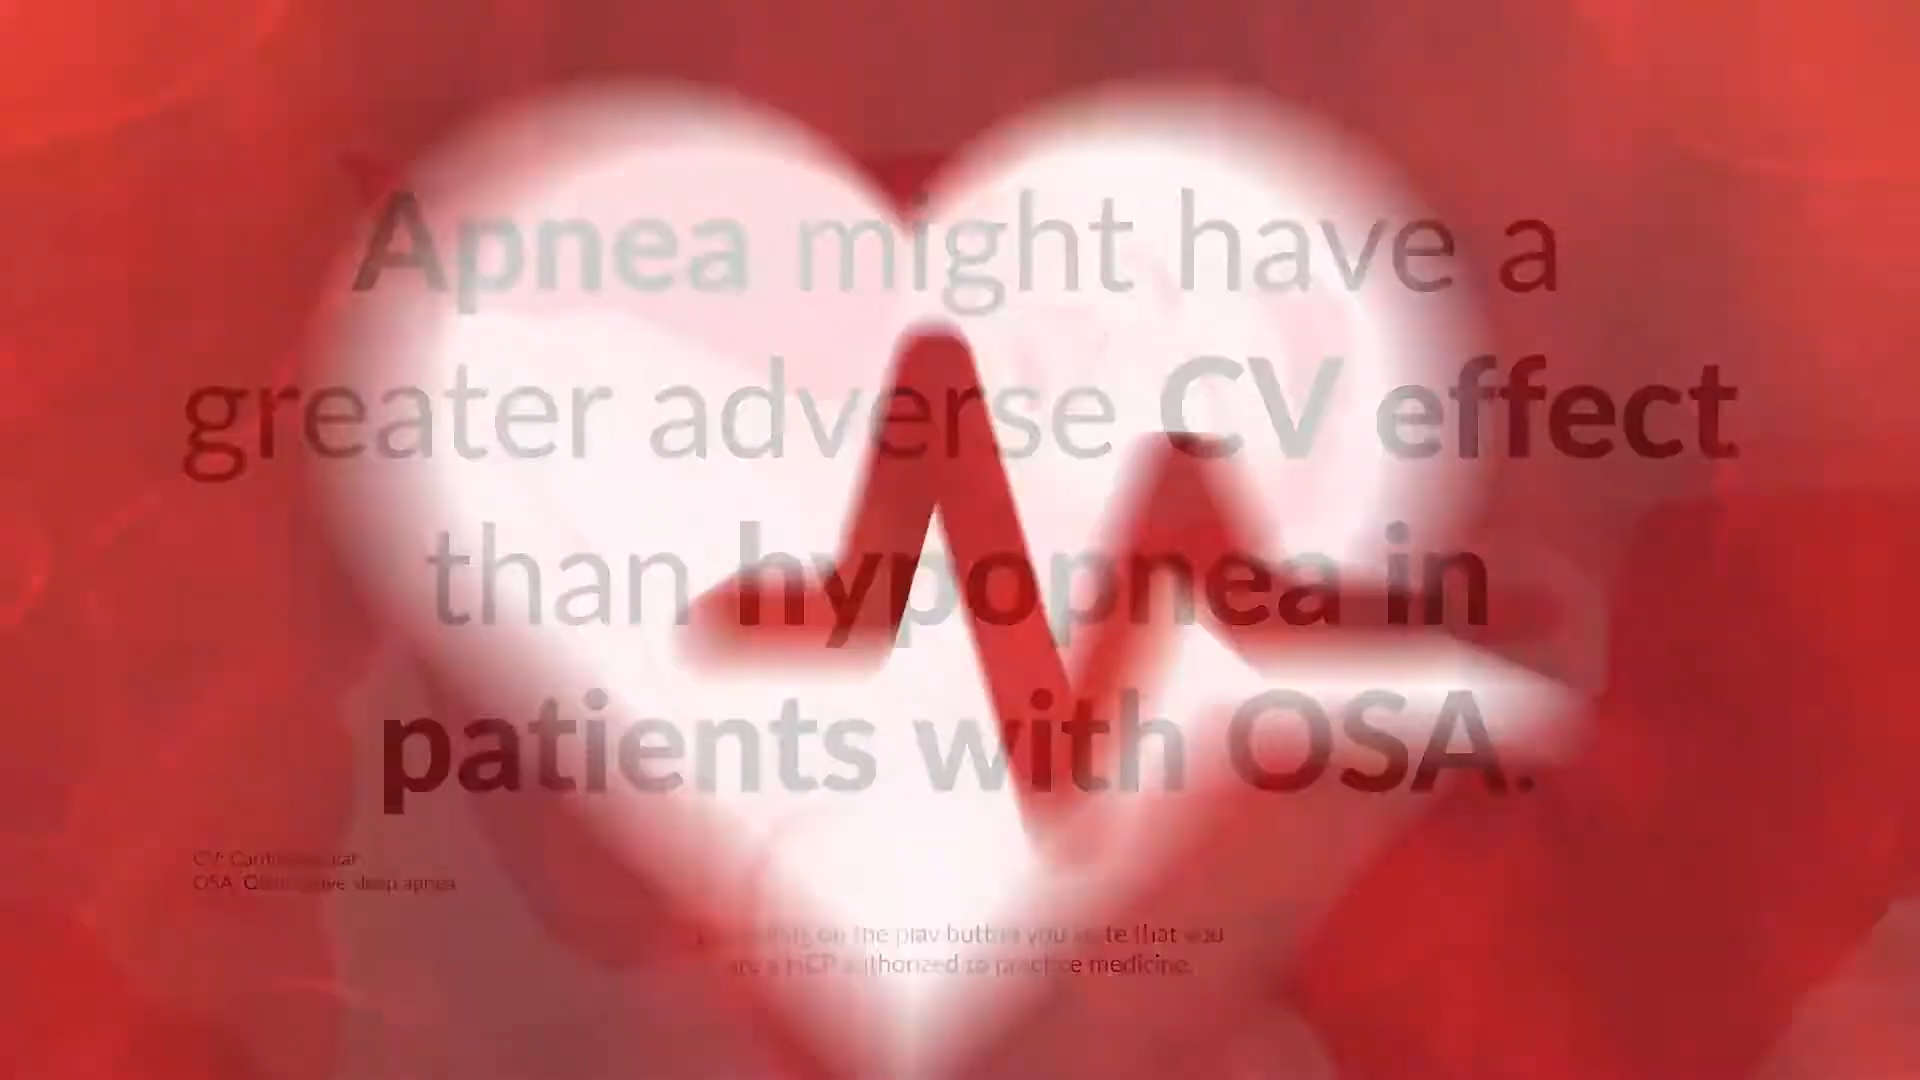 Apnea might have a
greater adverse CV effect
than hypopnea in
patients with OSA.
CV: Cardiovascular
OSA: Obstructive sleep apnea
on the play button you state that you
are a HCP authorized to practice medicine.